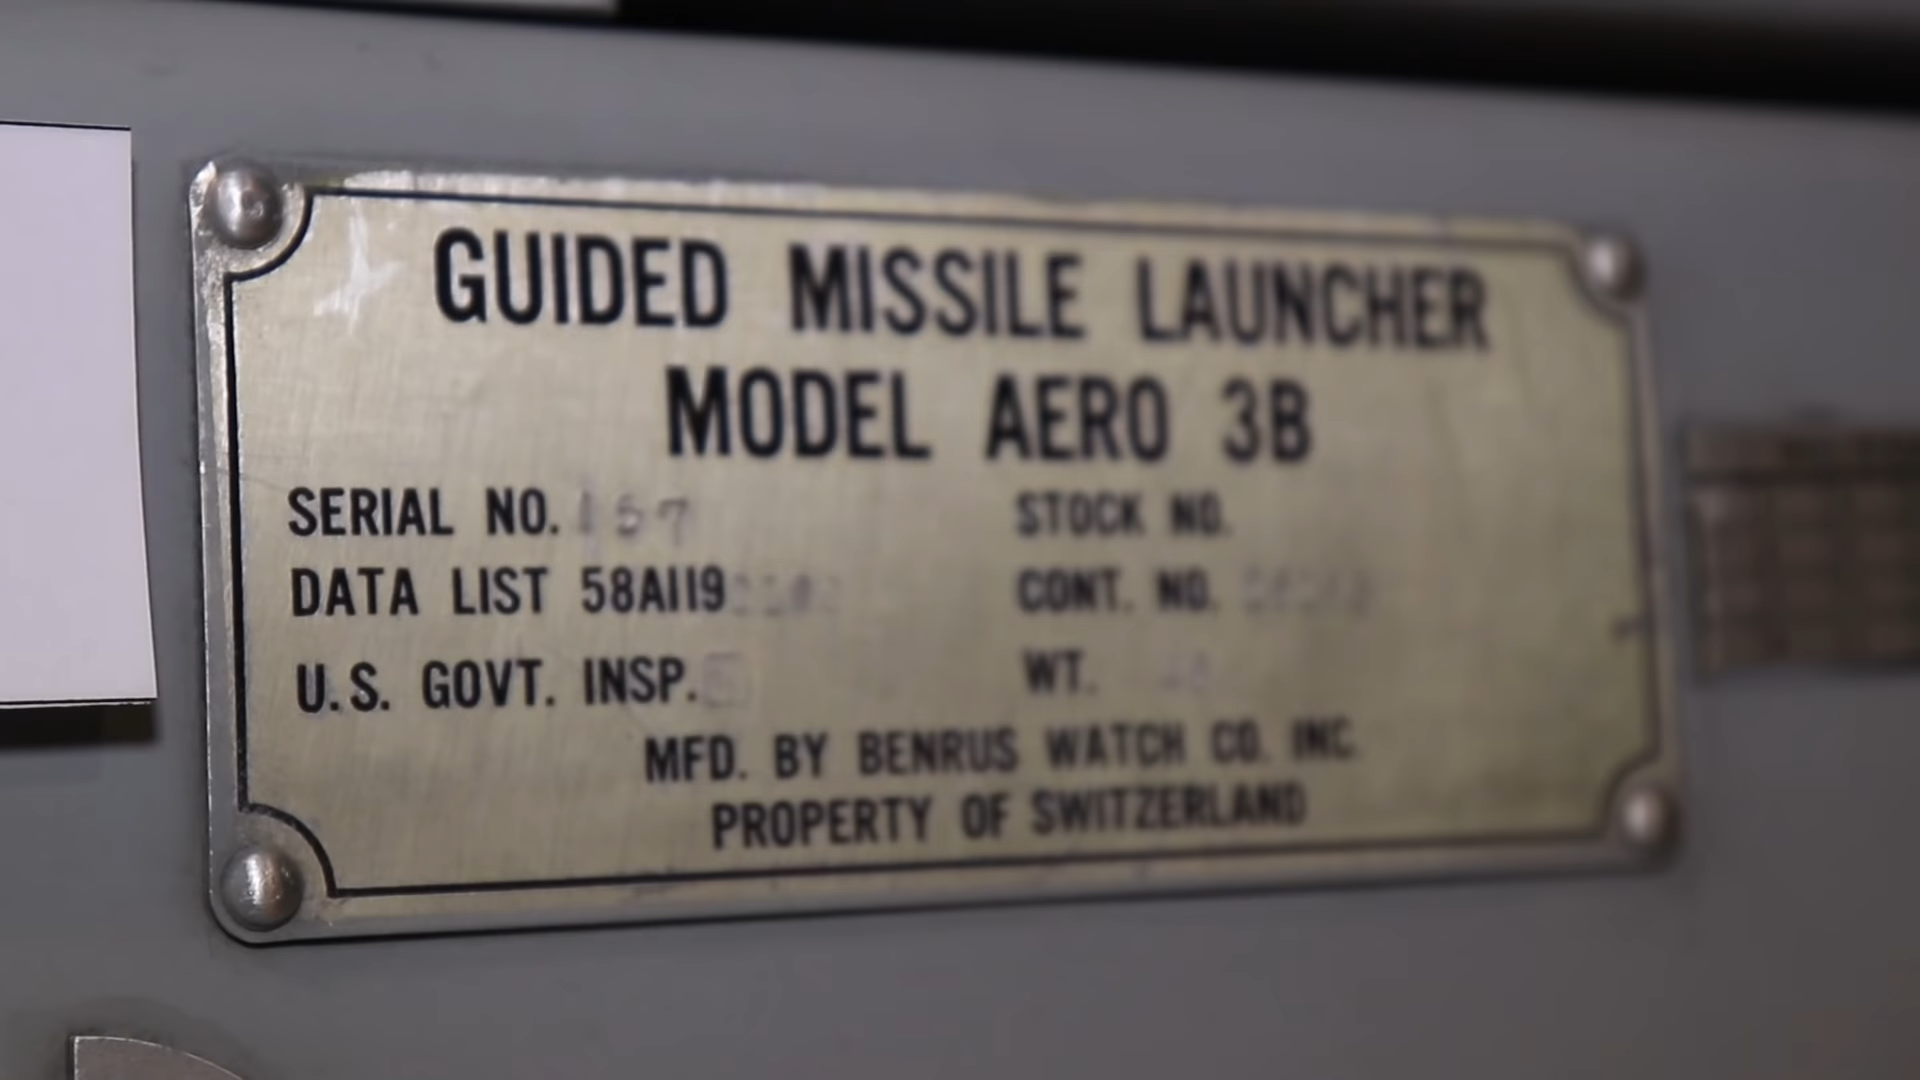 GUIDED MISSILE LAUNCHER
MODEL AERO 3B
SERIAL NO. 157 STOCK NO.
DATA LIST 58A119 CONT. NO.
U.S. GOVT. INSP. WT.
MFD. BY BENRUS WATCH CO. INC.
PROPERTY OF SWITZERLAND